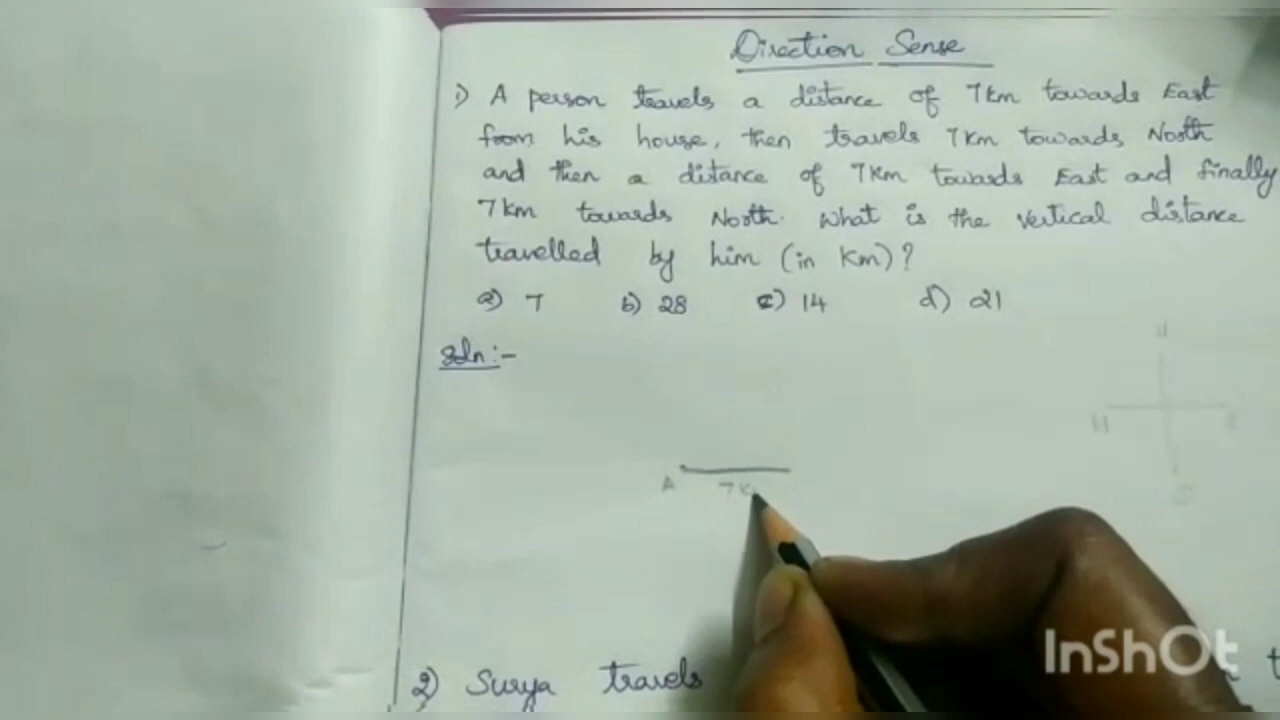 Direction Sense
1) A person travels a distance of 7km towards East
from his house, then travels 7km towards North
and then a distance of 7km towards East and finally
7km towards North. What is the vertical distance
travelled by him (in km)?
a) 7 b) 28 c) 14 d) 21
Soln:-
N
A
7k
S
2) Surya travels t
InShOt